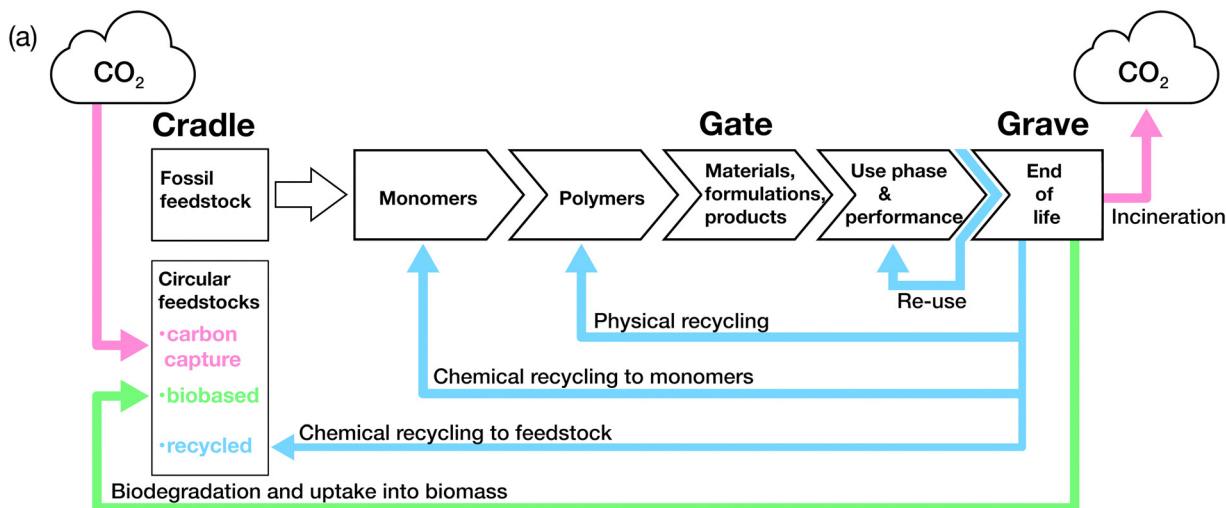 (a)
CO₂
CO₂
Cradle
Gate
Grave
Fossil
feedstock
Monomers
Polymers
Materials,
formulations,
products
Use phase
&
performance
End
of
life
Incineration
Circular
feedstocks
•carbon
capture
•biobased
•recycled
Re-use
Physical recycling
Chemical recycling to monomers
Chemical recycling to feedstock
Biodegradation and uptake into biomass